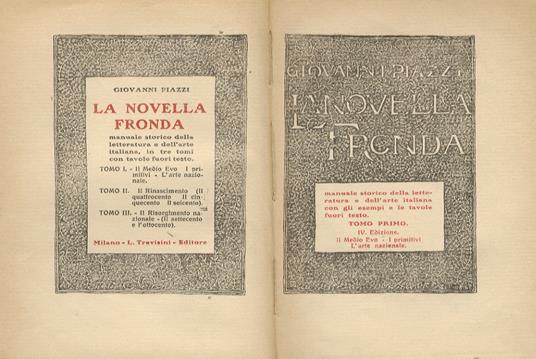 GIOVANNI PIAZZI
LA NOVELLA
FRONDA
manuale storico della
letteratura e dell'arte
italiana, in tre tomi
con tavole fuori testo.
TOMO I. - Il Medio Evo I pri-
mitivi - L'arte nazio-
nale.
TOMO II. Il Rinascimento (Il
quattrocento Il cin-
quecento Il seicento).
TOMO III. - Il Risorgimento na-
zionale - (Il settecento
e l'ottocento).
Milano - L. Trevisini - Editore
GIOVANNI PIAZZI
LA NOVELLA
FRONDA
manuale storico della lette-
ratura e dell'arte italiana
con gli esempi e le tavole
fuori testo.
TOMO PRIMO.
IV. Edizione.
Il Medio Evo - I primitivi
L'arte nazionale.